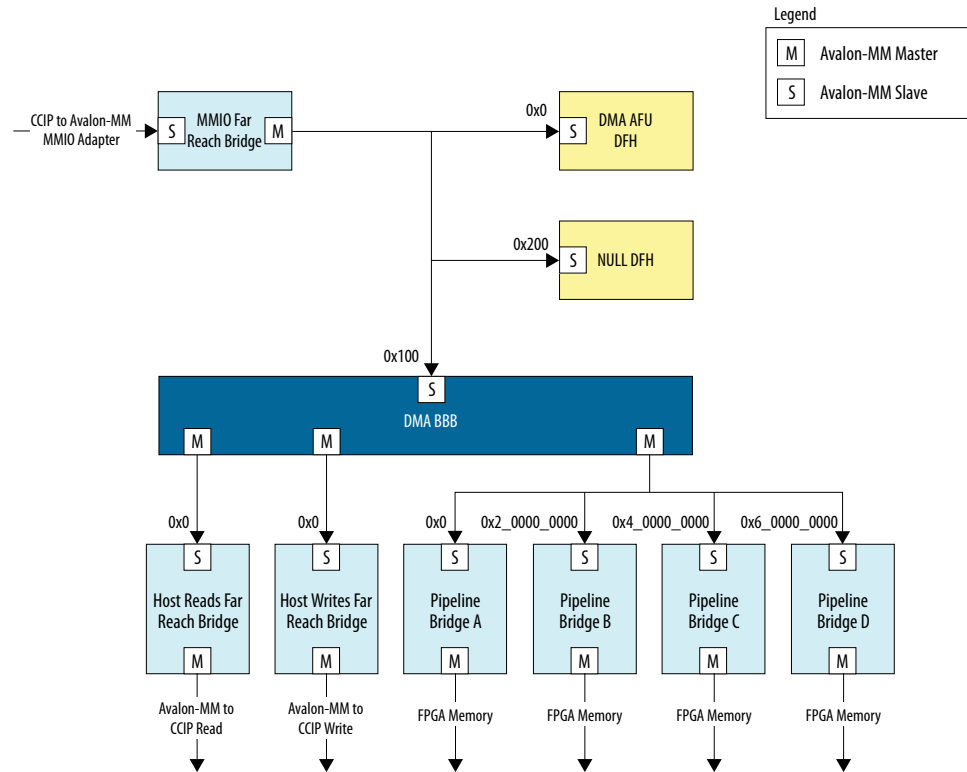 Legend
M Avalon-MM Master
S Avalon-MM Slave
CCIP to Avalon-MM
MMIO Adapter
S
MMIO Far
Reach Bridge
M
0x0
S
DMA AFU
DFH
0x200
S
NULL DFH
0x100
S
DMA BBB
M
M
M
0x0
0x0
0x0
0x2_0000_0000
0x4_0000_0000
0x6_0000_0000
S
S
S
S
S
S
Host Reads Far
Reach Bridge
Host Writes Far
Reach Bridge
Pipeline
Bridge A
Pipeline
Bridge B
Pipeline
Bridge C
Pipeline
Bridge D
M
M
M
M
M
M
Avalon-MM to
CCIP Read
Avalon-MM to
CCIP Write
FPGA Memory
FPGA Memory
FPGA Memory
FPGA Memory